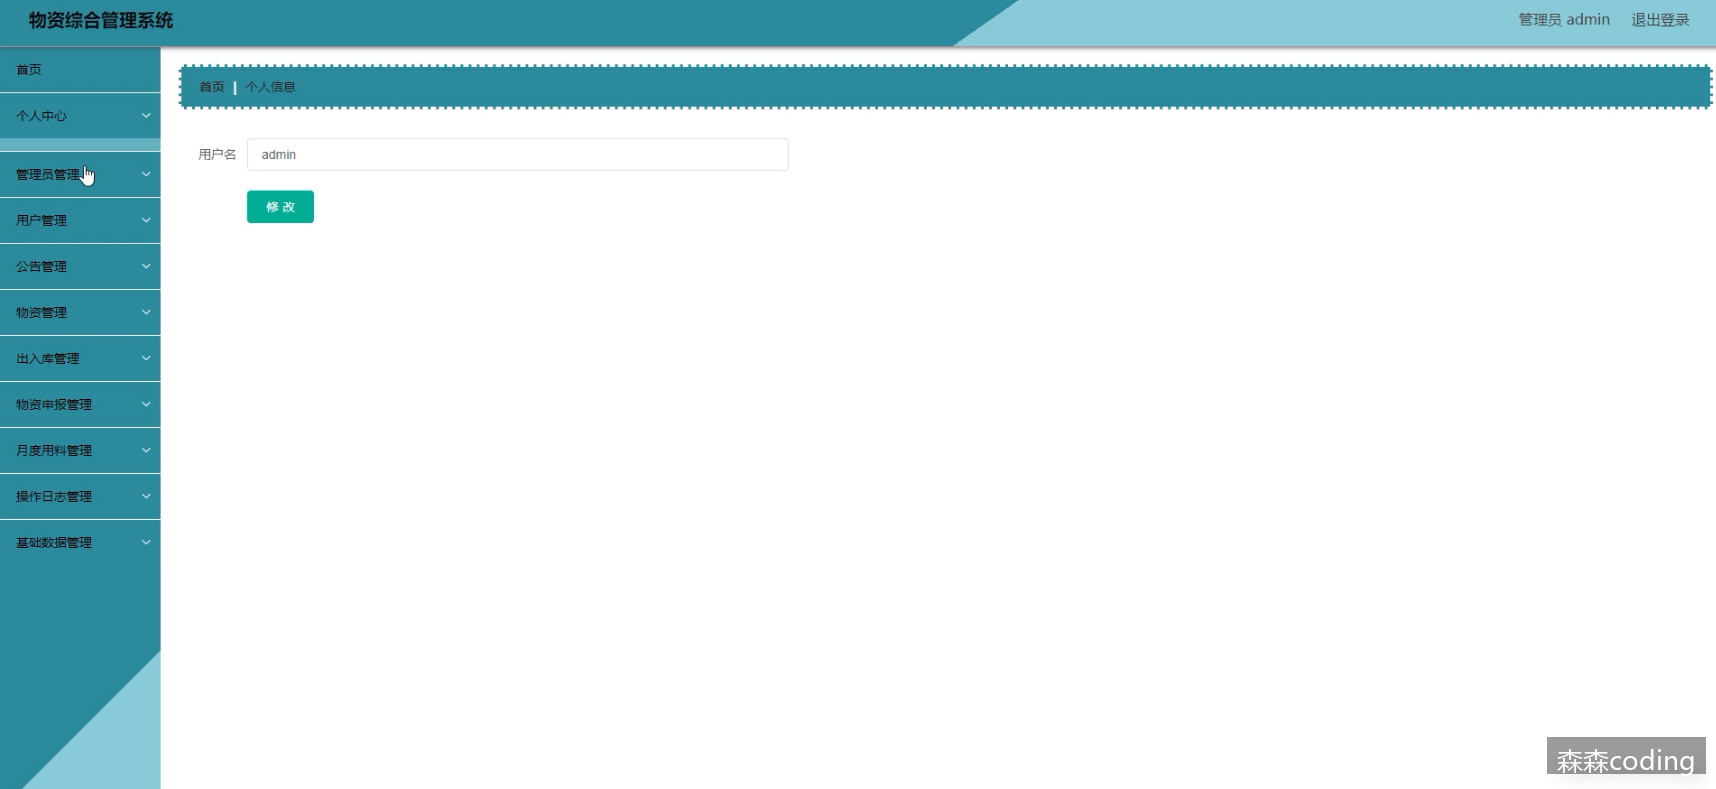 物资综合管理系统
管理员 admin 退出登录
首页
个人中心
管理员管理
用户管理
公告管理
物资管理
出入库管理
物资申报管理
月度用料管理
操作日志管理
基础数据管理
首页 | 个人信息
用户名 admin
修 改
森森coding